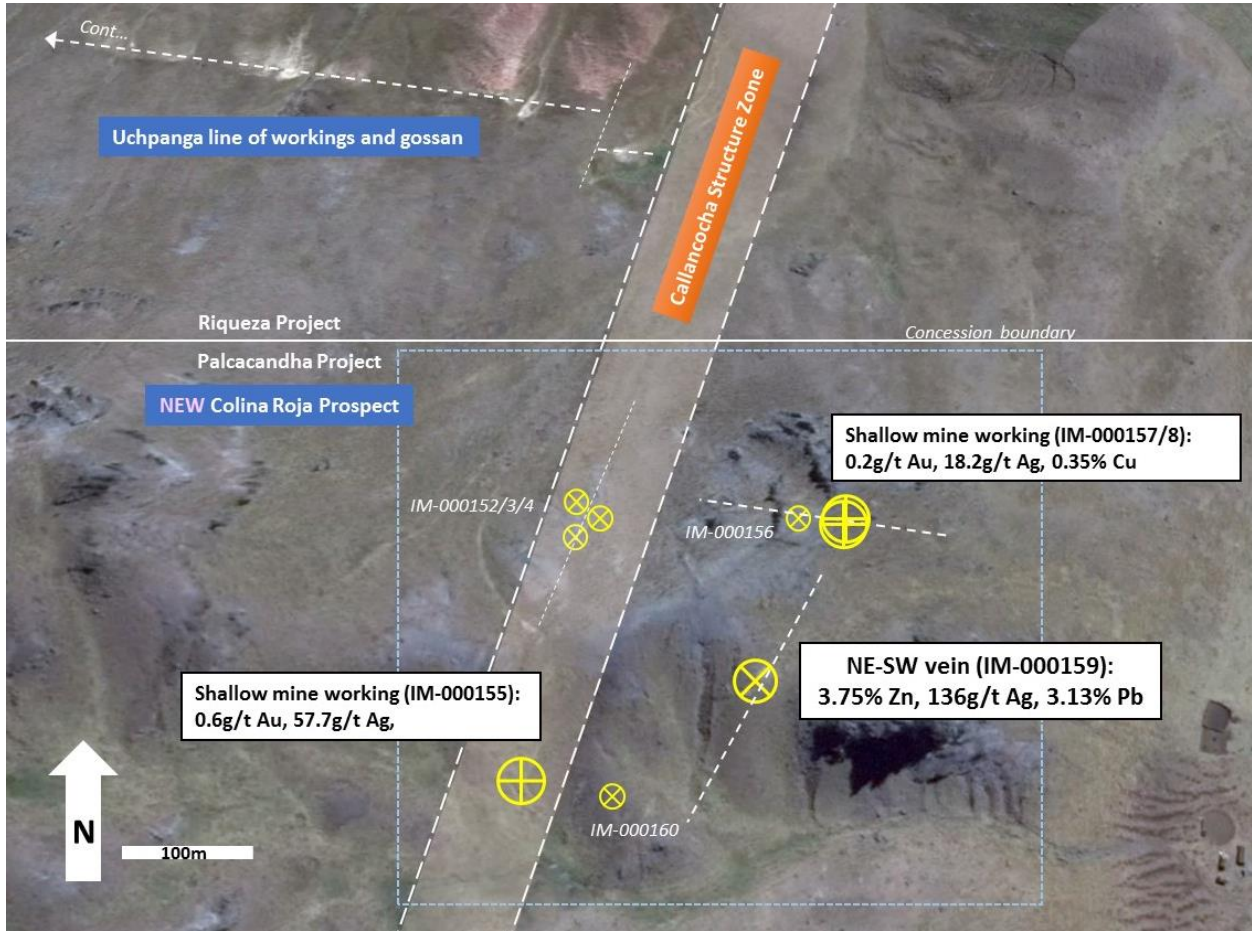 Cont...
Uchpanga line of workings and gossan
Callancocha Structure Zone
Riqueza Project
Concession boundary
Palcacandha Project
NEW Colina Roja Prospect
Shallow mine working (IM-000157/8):
0.2g/t Au, 18.2g/t Ag, 0.35% Cu
IM-000152/3/4
IM-000156
NE-SW vein (IM-000159):
3.75% Zn, 136g/t Ag, 3.13% Pb
Shallow mine working (IM-000155):
0.6g/t Au, 57.7g/t Ag,
IM-000160
N
100m